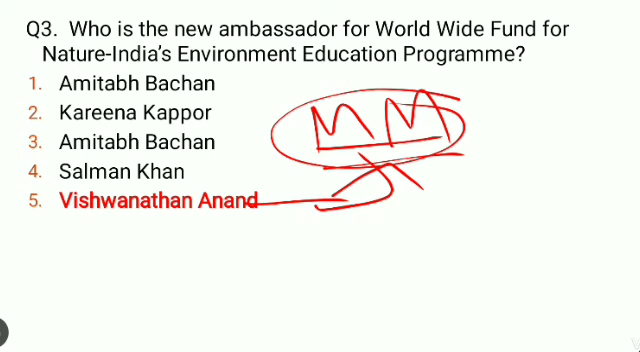 Q3. Who is the new ambassador for World Wide Fund for
Nature-India's Environment Education Programme?
1. Amitabh Bachan
2. Kareena Kappor
3. Amitabh Bachan
4. Salman Khan
5. Vishwanathan Anand
MM